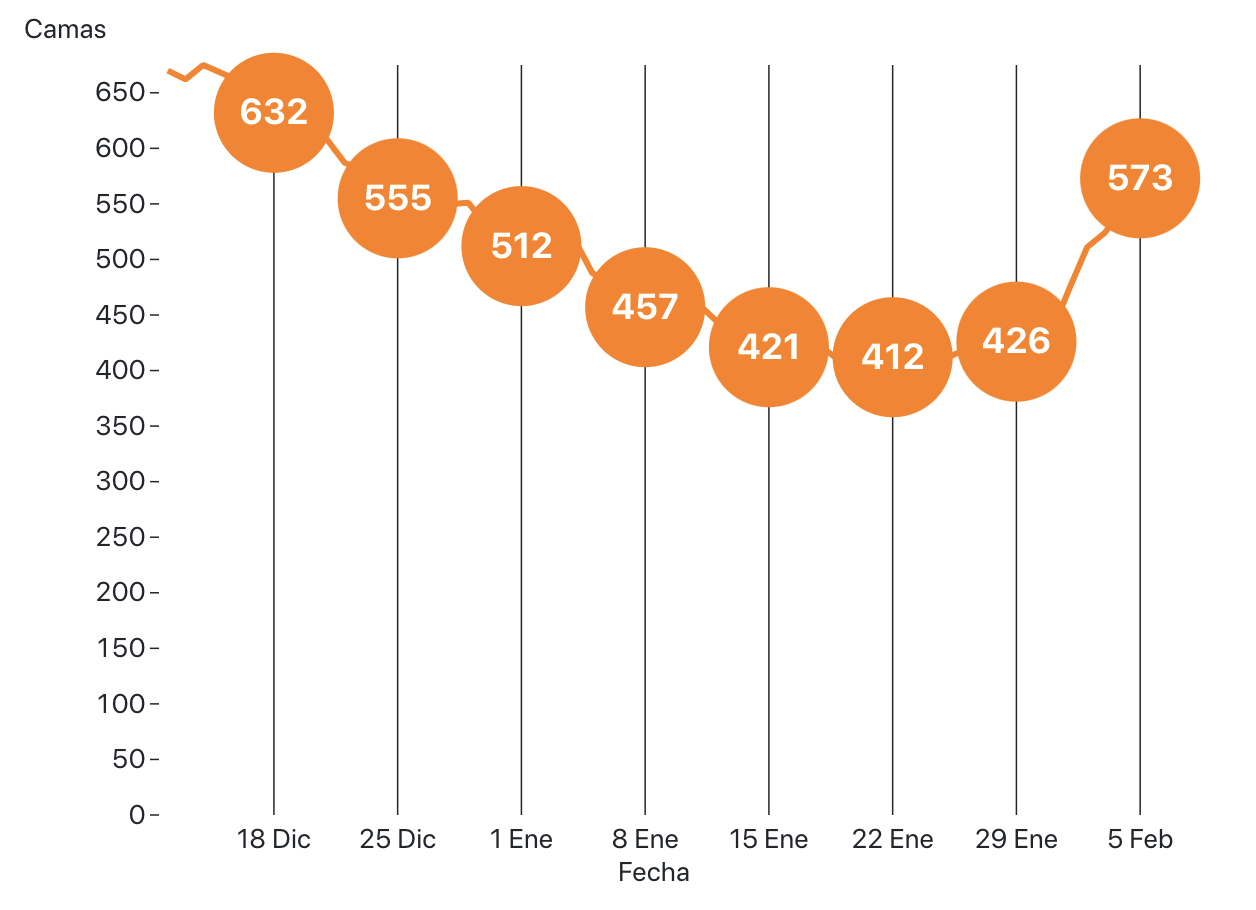 Camas
650
600
550
500
450
400
350
300
250
200
150
100
50
0
632
555
512
457
421
412
426
573
18 Dic
25 Dic
1 Ene
8 Ene
15 Ene
22 Ene
29 Ene
5 Feb
Fecha